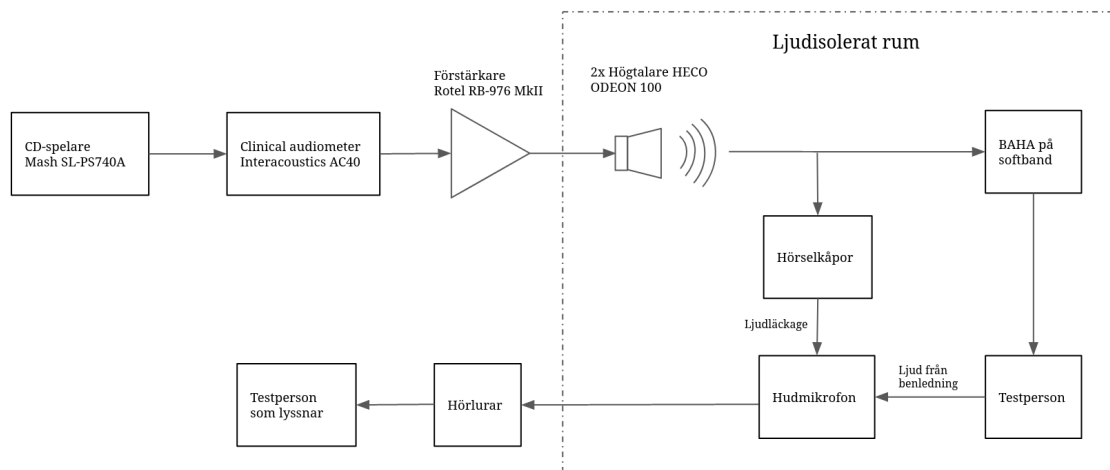 Ljudisolerat rum
Förstärkare
Rotel RB-976 MkII
2x Högtalare HECO
ODEON 100
CD-spelare
Mash SL-PS740A
Clinical audiometer
Interacoustics AC40
BAHA på
softband
Hörselkåpor
Ljudläckage
Ljud från
benledning
Testperson
som lyssnar
Hörlurar
Hudmikrofon
Testperson